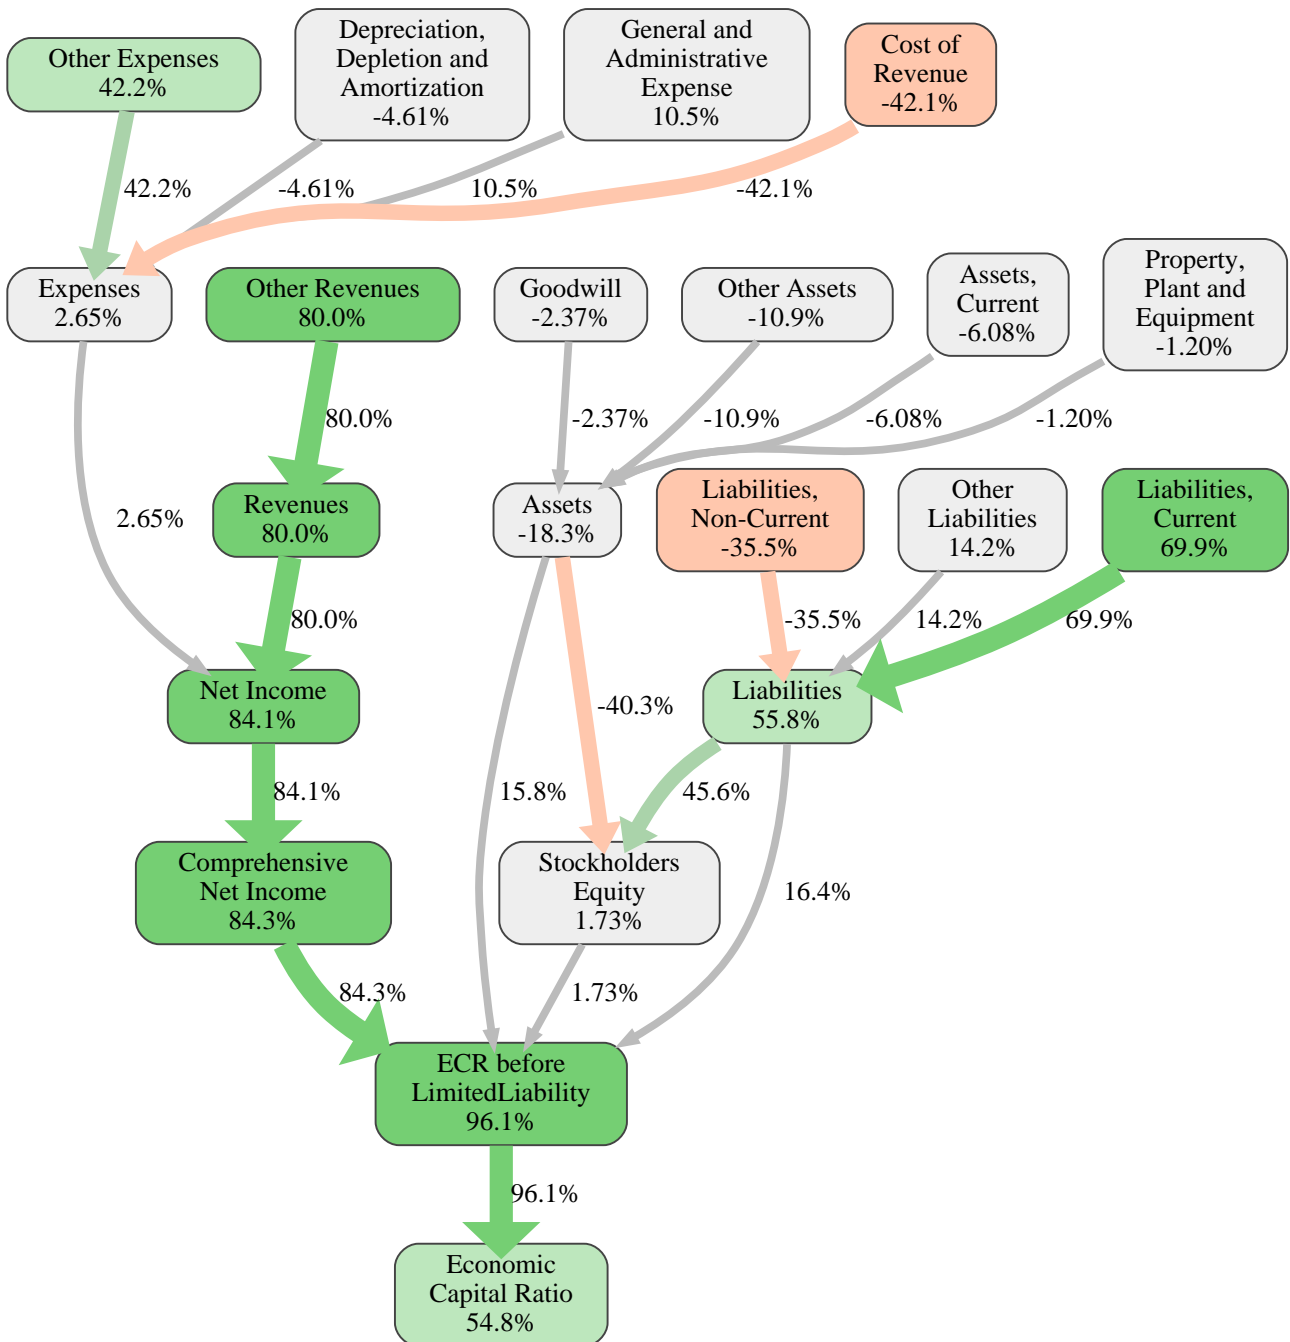 Other Expenses
42.2%
Depreciation,
Depletion and
Amortization
-4.61%
General and
Administrative
Expense
10.5%
Cost of
Revenue
-42.1%
42.2%
-4.61%
10.5%
-42.1%
Expenses
2.65%
Other Revenues
80.0%
Goodwill
-2.37%
Other Assets
-10.9%
Assets,
Current
-6.08%
Property,
Plant and
Equipment
-1.20%
80.0%
-2.37%
-10.9%
-6.08%
-1.20%
2.65%
Revenues
80.0%
Assets
-18.3%
Liabilities,
Non-Current
-35.5%
Other
Liabilities
14.2%
Liabilities,
Current
69.9%
80.0%
-35.5%
14.2%
69.9%
Net Income
84.1%
-40.3%
Liabilities
55.8%
84.1%
15.8%
45.6%
Comprehensive
Net Income
84.3%
Stockholders
Equity
1.73%
16.4%
84.3%
1.73%
ECR before
LimitedLiability
96.1%
96.1%
Economic
Capital Ratio
54.8%